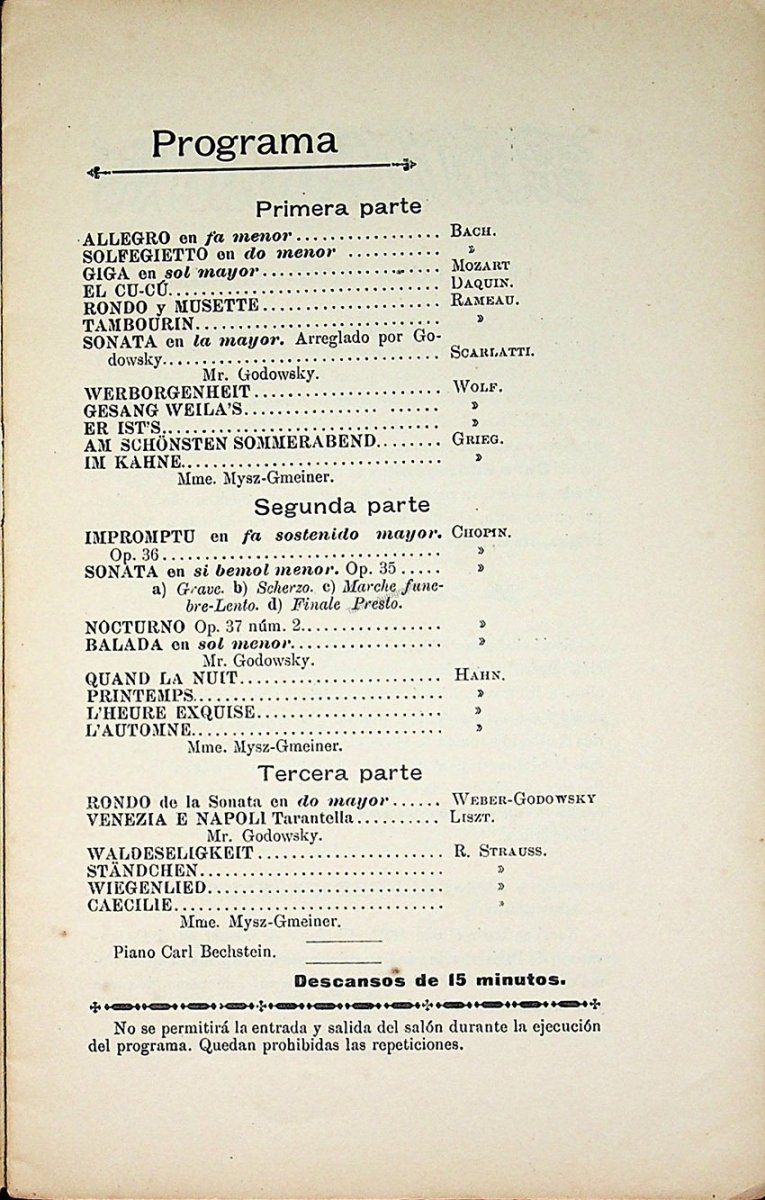 Programa
Primera parte
ALLEGRO en fa menor................. BACH.
SOLFEGIETTO en do menor ........... »
GIGA en sol mayor..................... MOZART
EL CU-CÚ................................ DAQUIN.
RONDO y MUSETTE..................... RAMEAU.
TAMBOURIN............................. »
SONATA en la mayor. Arreglado por Go-
dowsky................................ SCARLATTI.
Mr. Godowsky.
WERBORGENHEIT...................... WOLF.
GESANG WEILA'S................ ...... »
ER IST'S................................. »
AM SCHÖNSTEN SOMMERABEND........ GRIEG.
IM KAHNE.............................. »
Mme. Mysz-Gmeiner.
Segunda parte
IMPROMPTU en fa sostenido mayor. CHOPIN.
Op. 36................................ »
SONATA en si bemol menor. Op. 35..... »
a) Grave. b) Scherzo. c) Marche fune-
bre-Lento. d) Finale Presto.
NOCTURNO Op. 37 núm. 2................ »
BALADA en sol menor.................. »
Mr. Godowsky.
QUAND LA NUIT........................ HAHN.
PRINTEMPS............................. »
L'HEURE EXQUISE...................... »
L'AUTOMNE............................. »
Mme. Mysz-Gmeiner.
Tercera parte
RONDO de la Sonata en do mayor...... WEBER-GODOWSKY
VENEZIA E NAPOLI Tarantella.......... LISZT.
Mr. Godowsky.
WALDESELIGKEIT...................... R. STRAUSS.
STÄNDCHEN............................ »
WIEGENLIED........................... »
CAECILIE............................... »
Mme. Mysz-Gmeiner.
Piano Carl Bechstein.
Descansos de 15 minutos.
No se permitirá la entrada y salida del salón durante la ejecución
del programa. Quedan prohibidas las repeticiones.